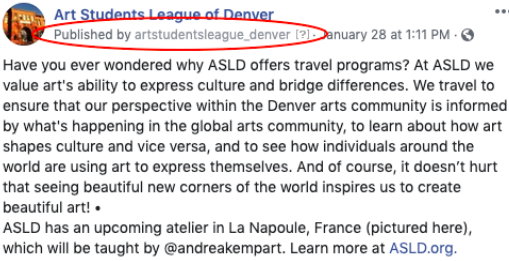 Art Students League of Denver
Published by artstudentsleague_denver [?] · January 28 at 1:11 PM ·
Have you ever wondered why ASLD offers travel programs? At ASLD we
value art's ability to express culture and bridge differences. We travel to
ensure that our perspective within the Denver arts community is informed
by what's happening in the global arts community, to learn about how art
shapes culture and vice versa, and to see how individuals around the
world are using art to express themselves. And of course, it doesn’t hurt
that seeing beautiful new corners of the world inspires us to create
beautiful art! •
ASLD has an upcoming atelier in La Napoule, France (pictured here),
which will be taught by @andreakempart. Learn more at ASLD.org.